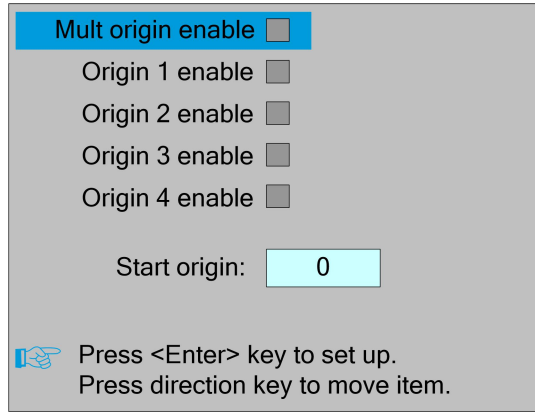 Mult origin enable
Origin 1 enable
Origin 2 enable
Origin 3 enable
Origin 4 enable
Start origin: 0
Press <Enter> key to set up.
Press direction key to move item.